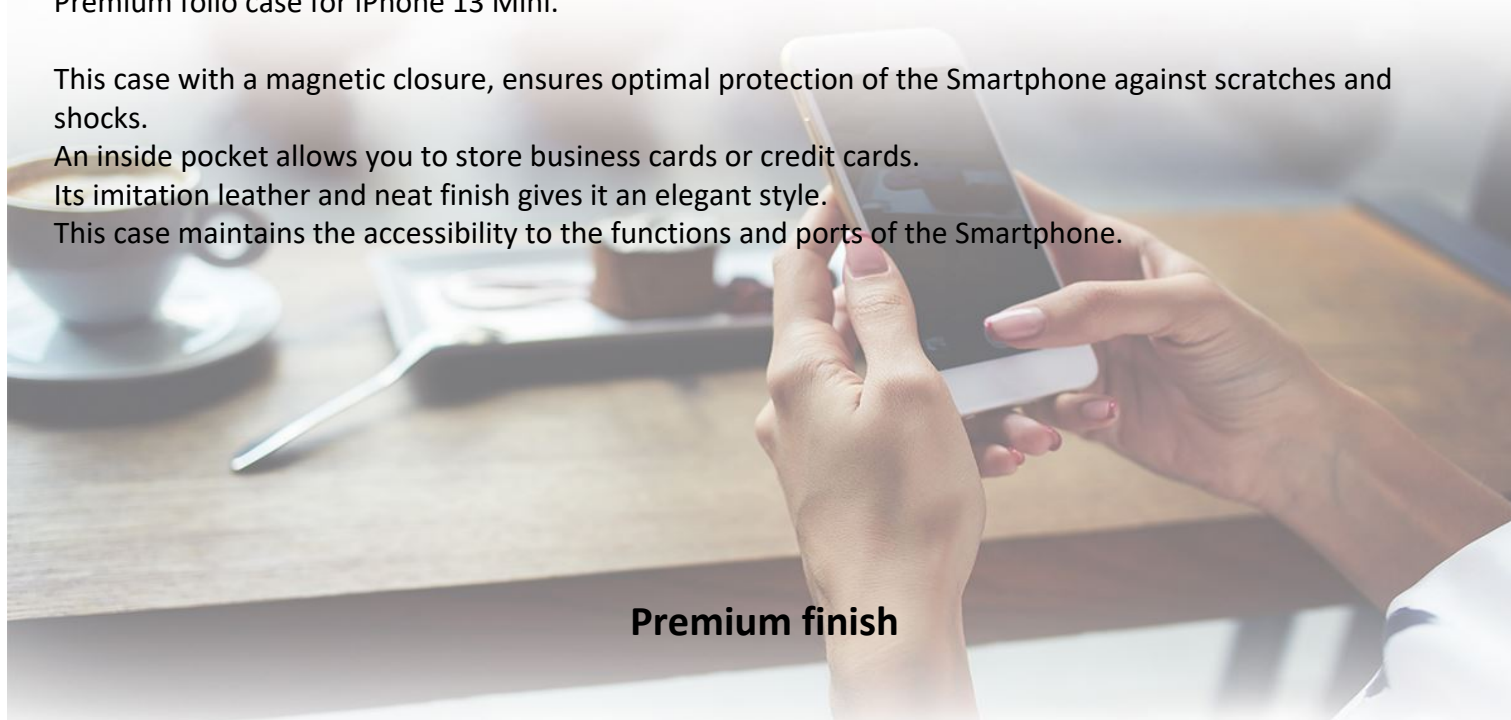 Premium folio case for iPhone 13 Mini.
This case with a magnetic closure, ensures optimal protection of the Smartphone against scratches and
shocks.
An inside pocket allows you to store business cards or credit cards.
Its imitation leather and neat finish gives it an elegant style.
This case maintains the accessibility to the functions and ports of the Smartphone.
Premium finish